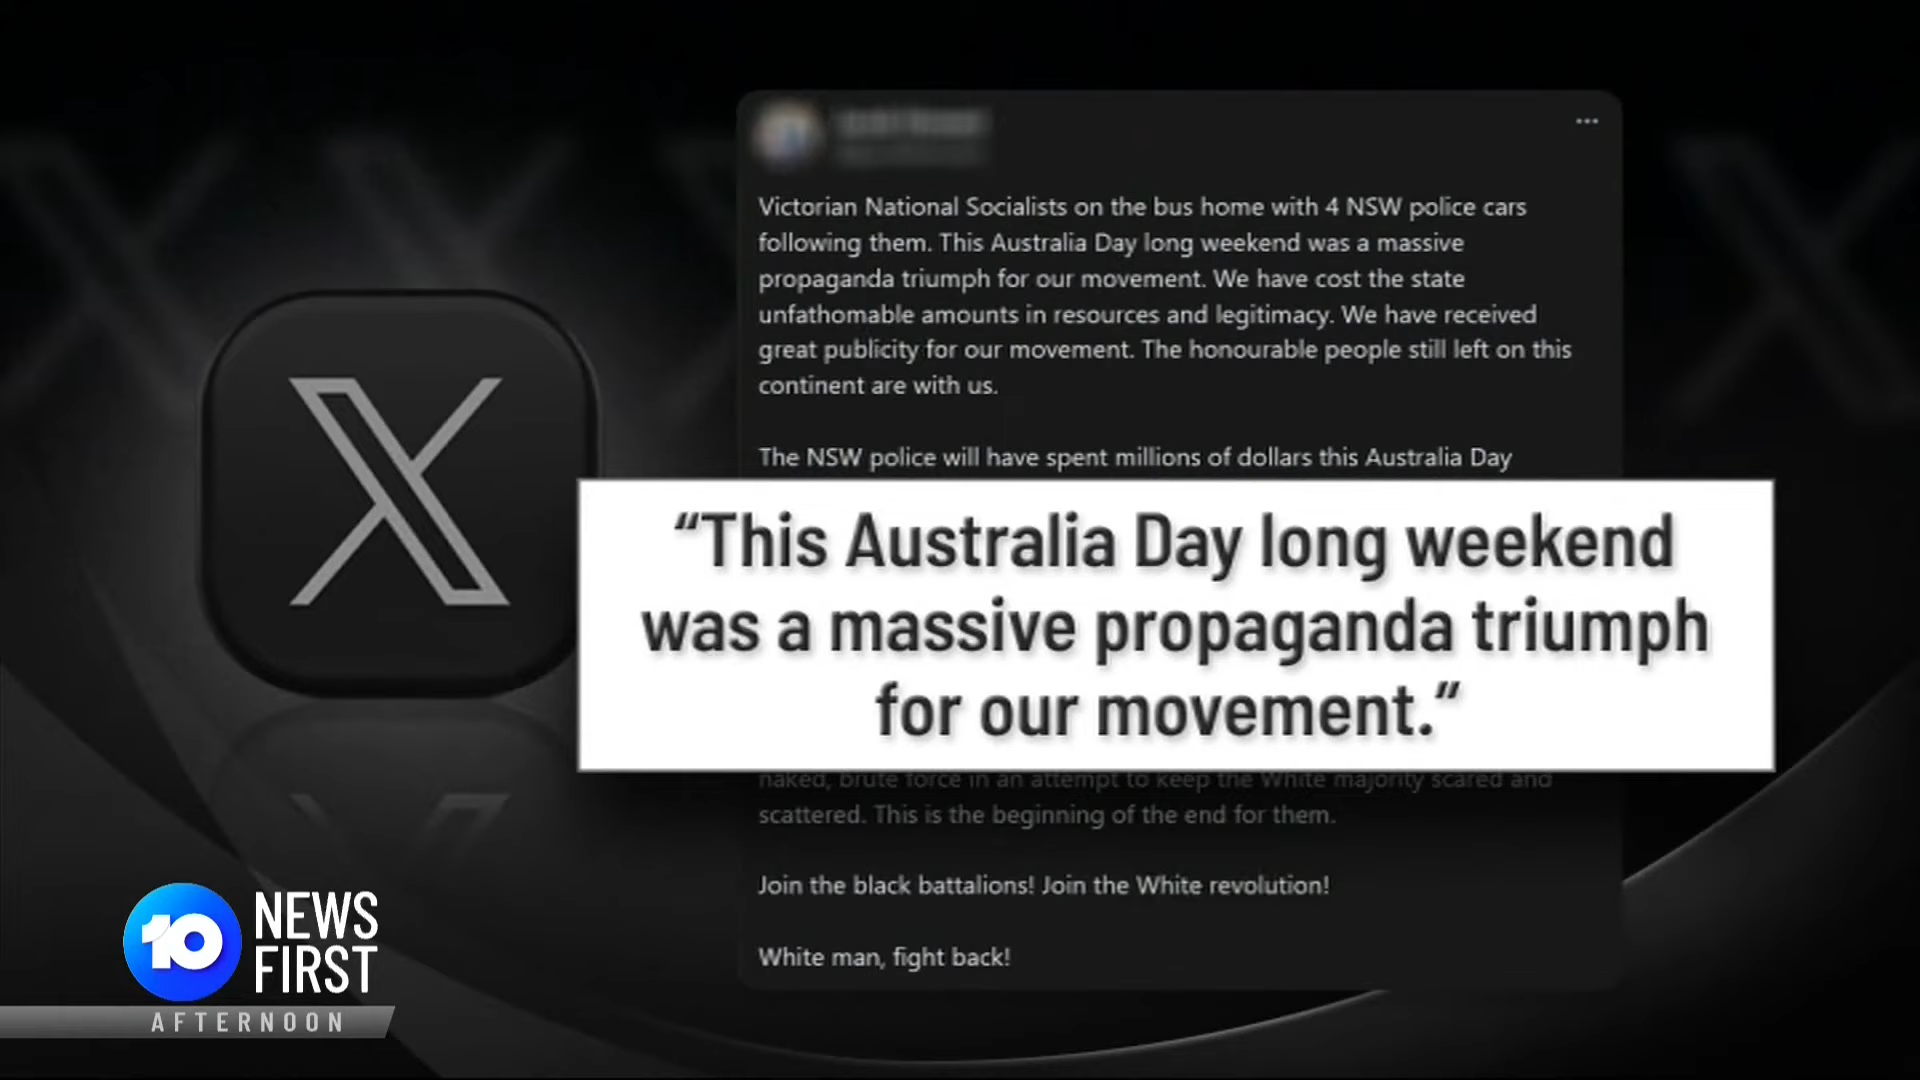 Victorian National Socialists on the bus home with 4 NSW police cars
following them. This Australia Day long weekend was a massive
propaganda triumph for our movement. We have cost the state
unfathomable amounts in resources and legitimacy. We have received
great publicity for our movement. The honourable people still left on this
continent are with us.
The NSW police will have spent millions of dollars this Australia Day
“This Australia Day long weekend
was a massive propaganda triumph
for our movement.”
naked, brute force in an attempt to keep the White majority scared and
scattered. This is the beginning of the end for them.
Join the black battalions! Join the White revolution!
White man, fight back!
10
NEWS
FIRST
AFTERNOON